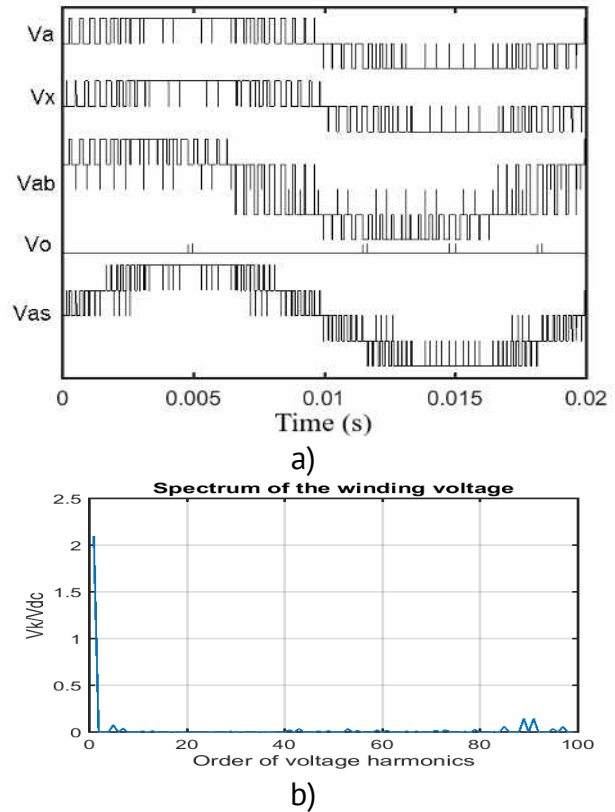 Va
Vx
Vab
Vo
Vas
0 0.005 0.01 0.015 0.02
Time (s)
a)
Spectrum of the winding voltage
2.5
2
1.5
1
0.5
0
Vk/Vdc
0 20 40 60 80 100
Order of voltage harmonics
b)